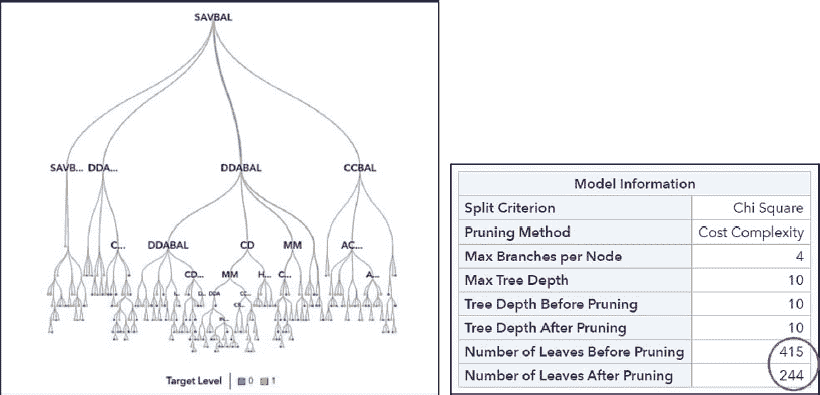 SAVBAL
SAVB... DDA... DDABAL CCBAL
C... DDABAL CD MM AC...
CD... MM H... C... A...
Target Level 0 1
Model Information
Split Criterion Chi Square
Pruning Method Cost Complexity
Max Branches per Node 4
Max Tree Depth 10
Tree Depth Before Pruning 10
Tree Depth After Pruning 10
Number of Leaves Before Pruning 415
Number of Leaves After Pruning 244